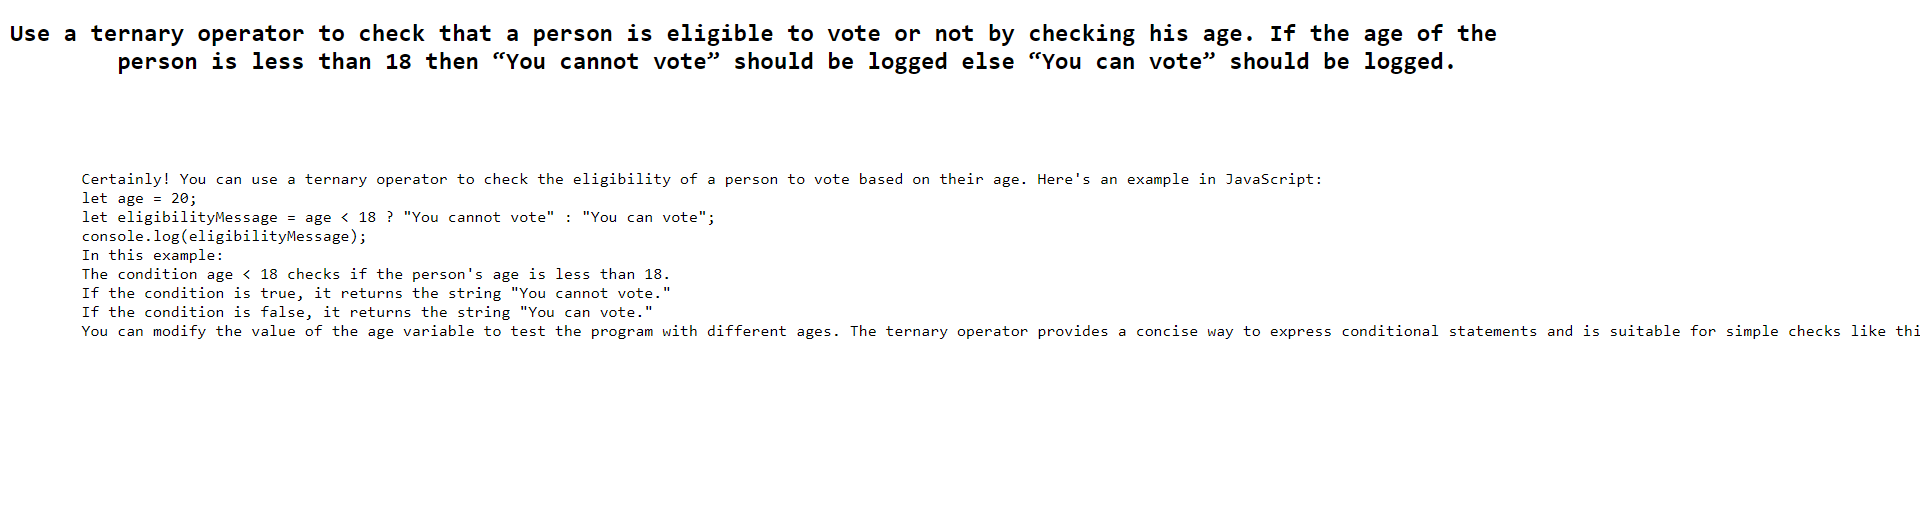 Use a ternary operator to check that a person is eligible to vote or not by checking his age. If the age of the
person is less than 18 then “You cannot vote” should be logged else “You can vote” should be logged.
Certainly! You can use a ternary operator to check the eligibility of a person to vote based on their age. Here's an example in JavaScript:
let age = 20;
let eligibilityMessage = age < 18 ? "You cannot vote" : "You can vote";
console.log(eligibilityMessage);
In this example:
The condition age < 18 checks if the person's age is less than 18.
If the condition is true, it returns the string "You cannot vote."
If the condition is false, it returns the string "You can vote."
You can modify the value of the age variable to test the program with different ages. The ternary operator provides a concise way to express conditional statements and is suitable for simple checks like thi